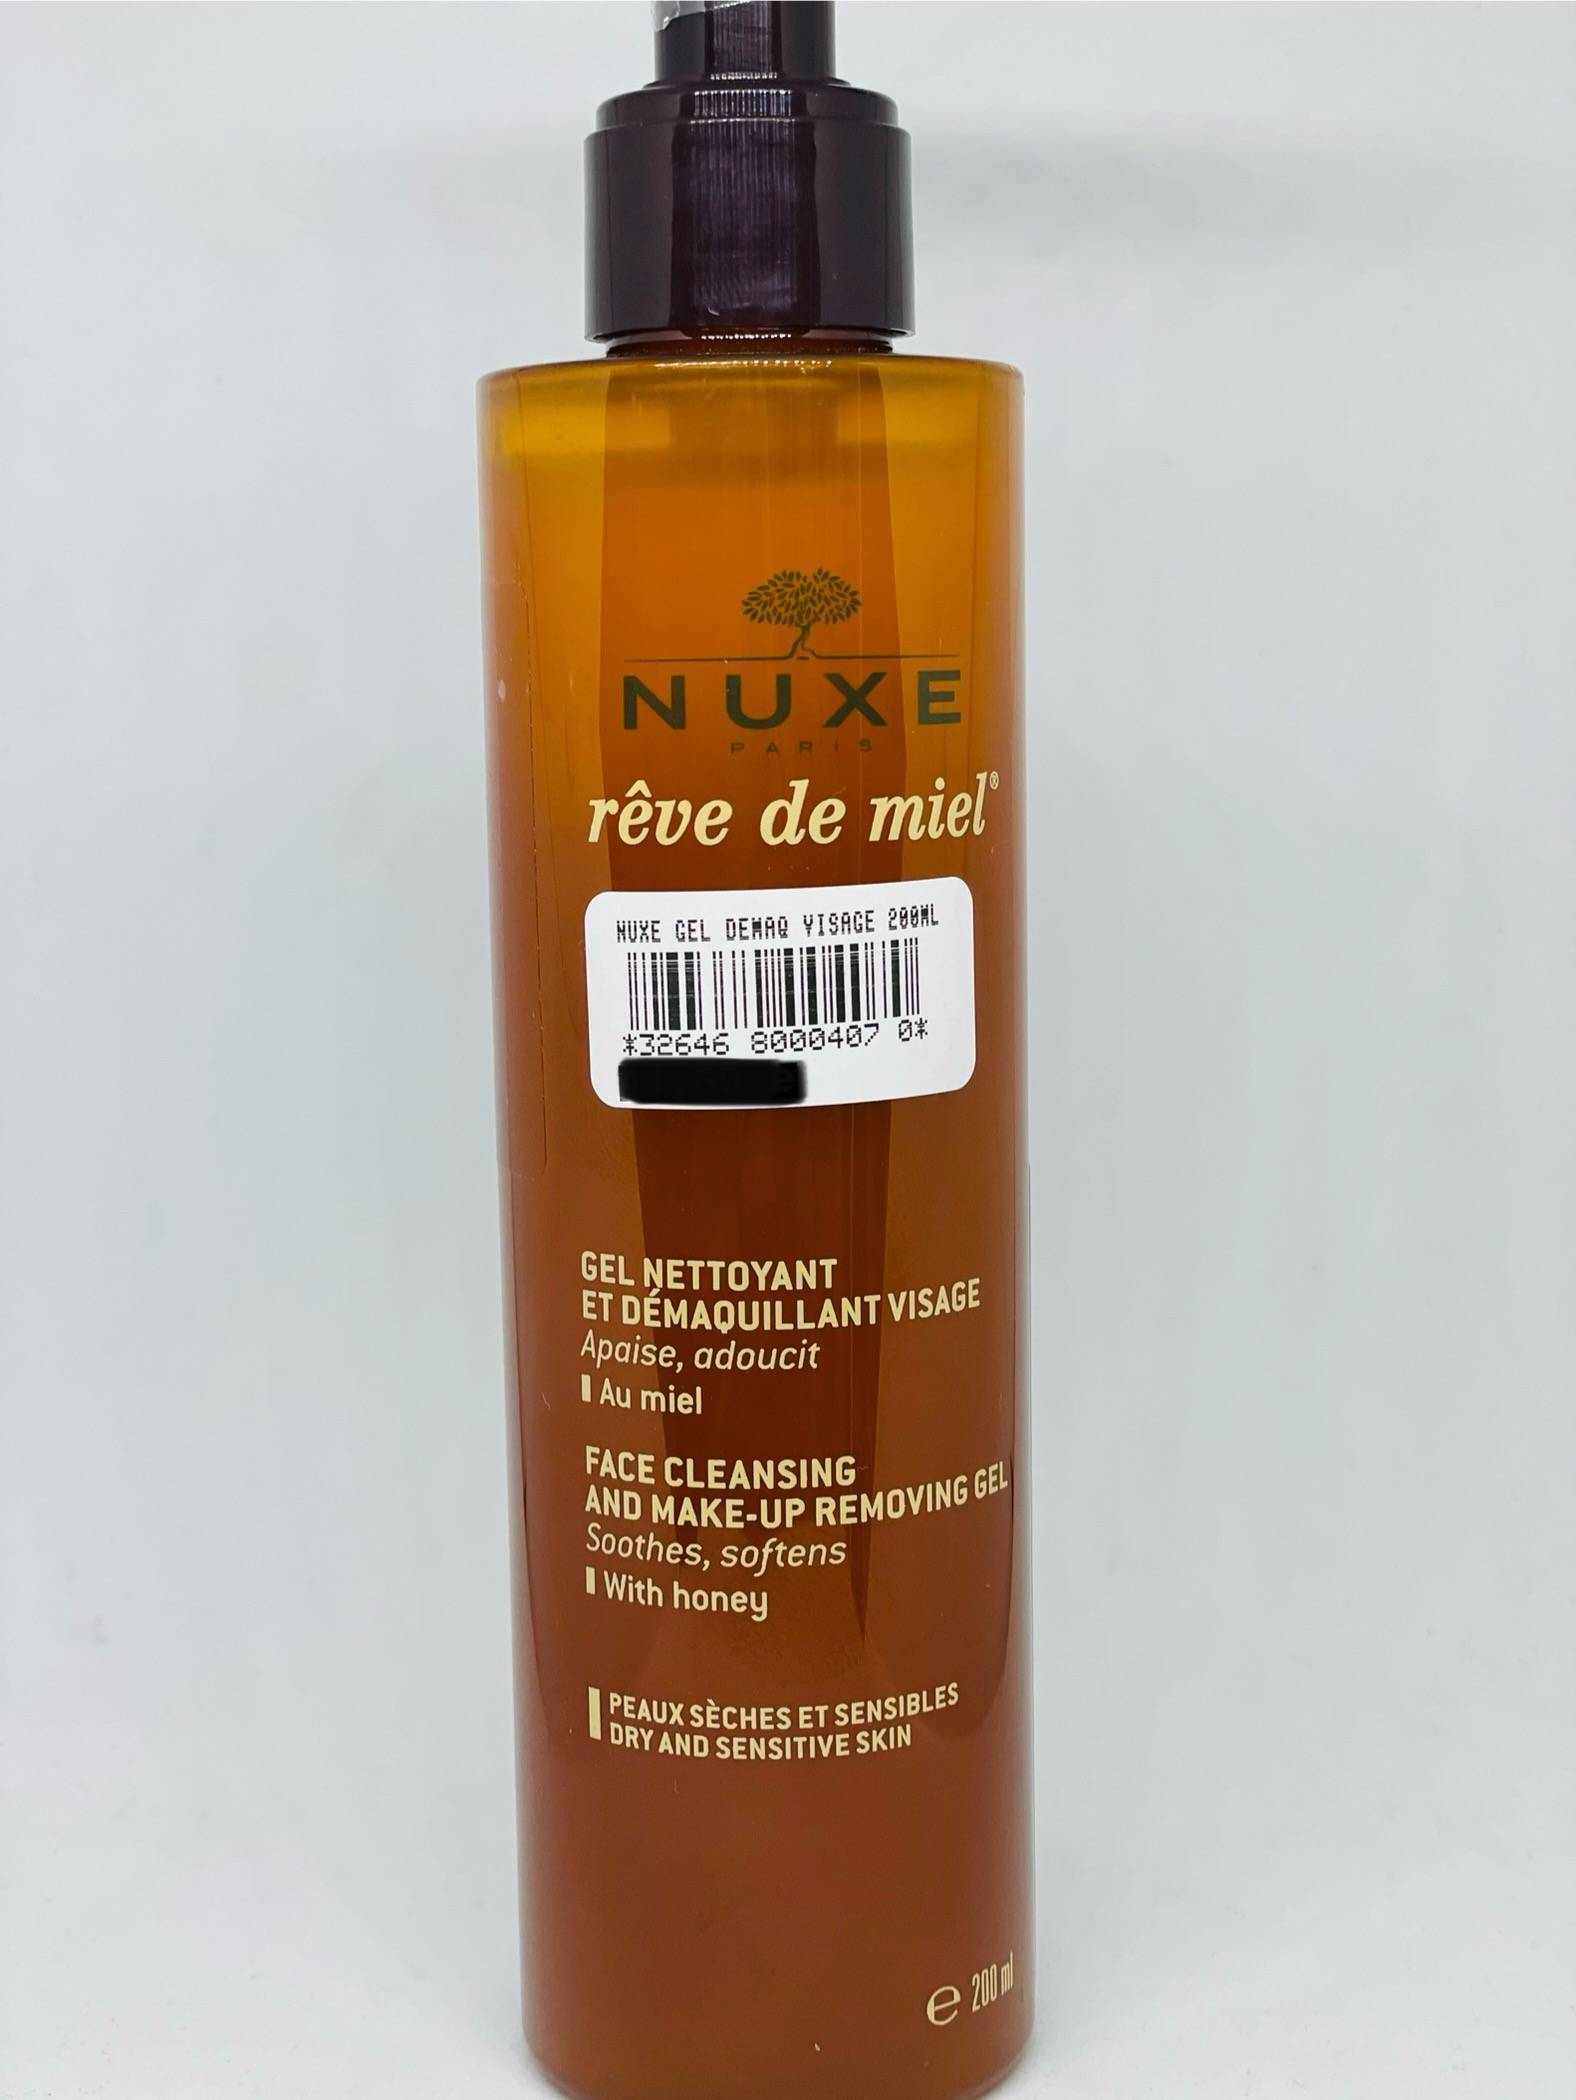 NUXE
PARIS
rêve de miel®
NUXE GEL DEMAQ VISAGE 200ML
*32646 8000407 0*
GEL NETTOYANT
ET DÉMAQUILLANT VISAGE
Apaise, adoucit
Au miel
FACE CLEANSING
AND MAKE-UP REMOVING GEL
Soothes, softens
With honey
PEAUX SÈCHES ET SENSIBLES
DRY AND SENSITIVE SKIN
℮ 200 ml